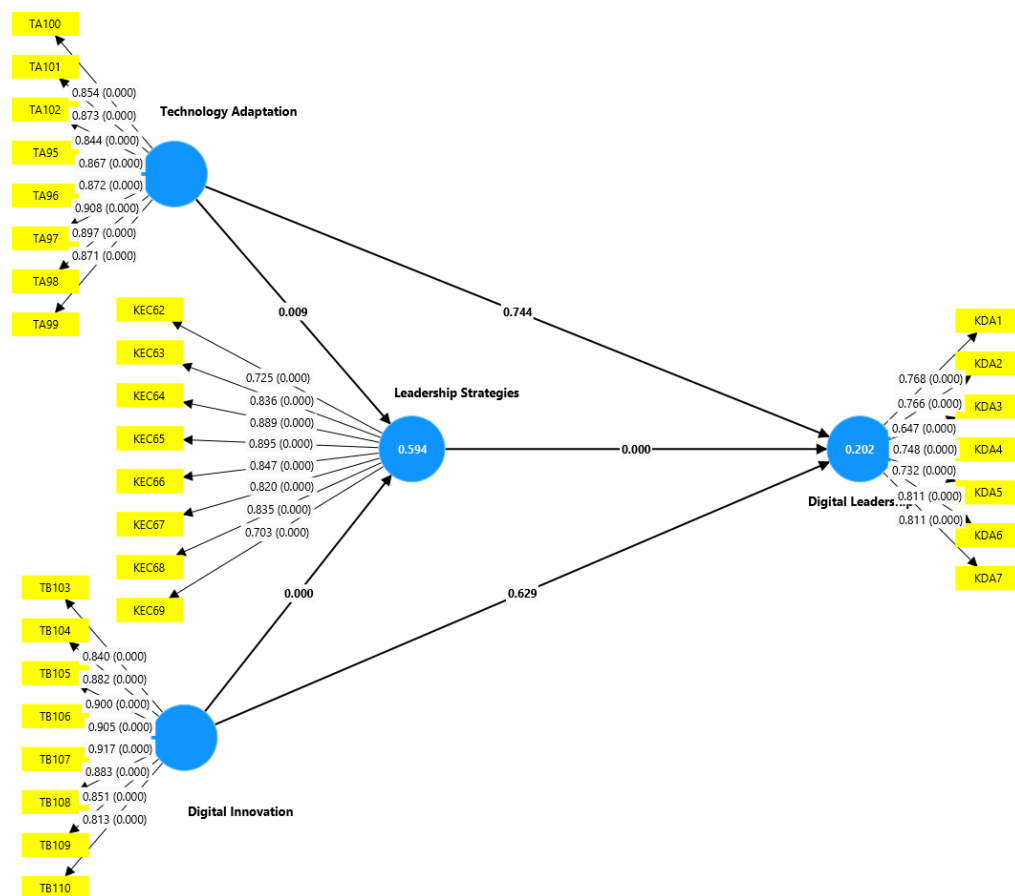 TA100
TA101
TA102
TA95
TA96
TA97
TA98
TA99
0.854 (0.000)
0.873 (0.000)
0.844 (0.000)
0.867 (0.000)
0.872 (0.000)
0.908 (0.000)
0.897 (0.000)
0.871 (0.000)
Technology Adaptation
0.009
0.744
KEC62
KEC63
KEC64
KEC65
KEC66
KEC67
KEC68
KEC69
0.725 (0.000)
0.836 (0.000)
0.889 (0.000)
0.895 (0.000)
0.847 (0.000)
0.820 (0.000)
0.835 (0.000)
0.703 (0.000)
Leadership Strategies
0.594
0.000
0.202
Digital
KDA1
KDA2
KDA3
KDA4
KDA5
KDA6
KDA7
0.768 (0.000)
0.766 (0.000)
0.647 (0.000)
0.748 (0.000)
0.732 (0.000)
0.811 (0.000)
0.811 (0.000)
0.000
0.629
TB103
TB104
TB105
TB106
TB107
TB108
TB109
TB110
0.840 (0.000)
0.882 (0.000)
0.900 (0.000)
0.905 (0.000)
0.917 (0.000)
0.883 (0.000)
0.851 (0.000)
0.813 (0.000)
Digital Innovation